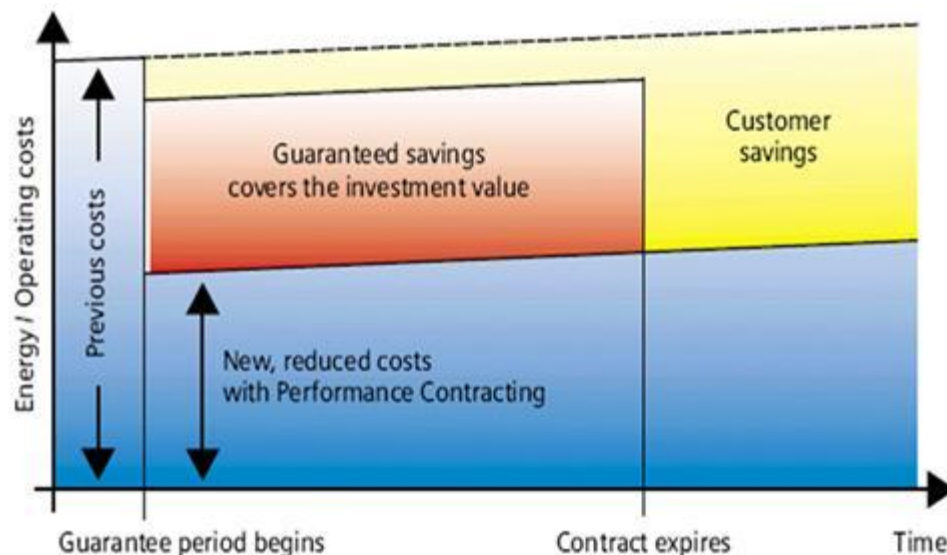 Energy / Operating costs
Previous costs
Guaranteed savings
covers the investment value
Customer
savings
New, reduced costs
with Performance Contracting
Guarantee period begins
Contract expires
Time